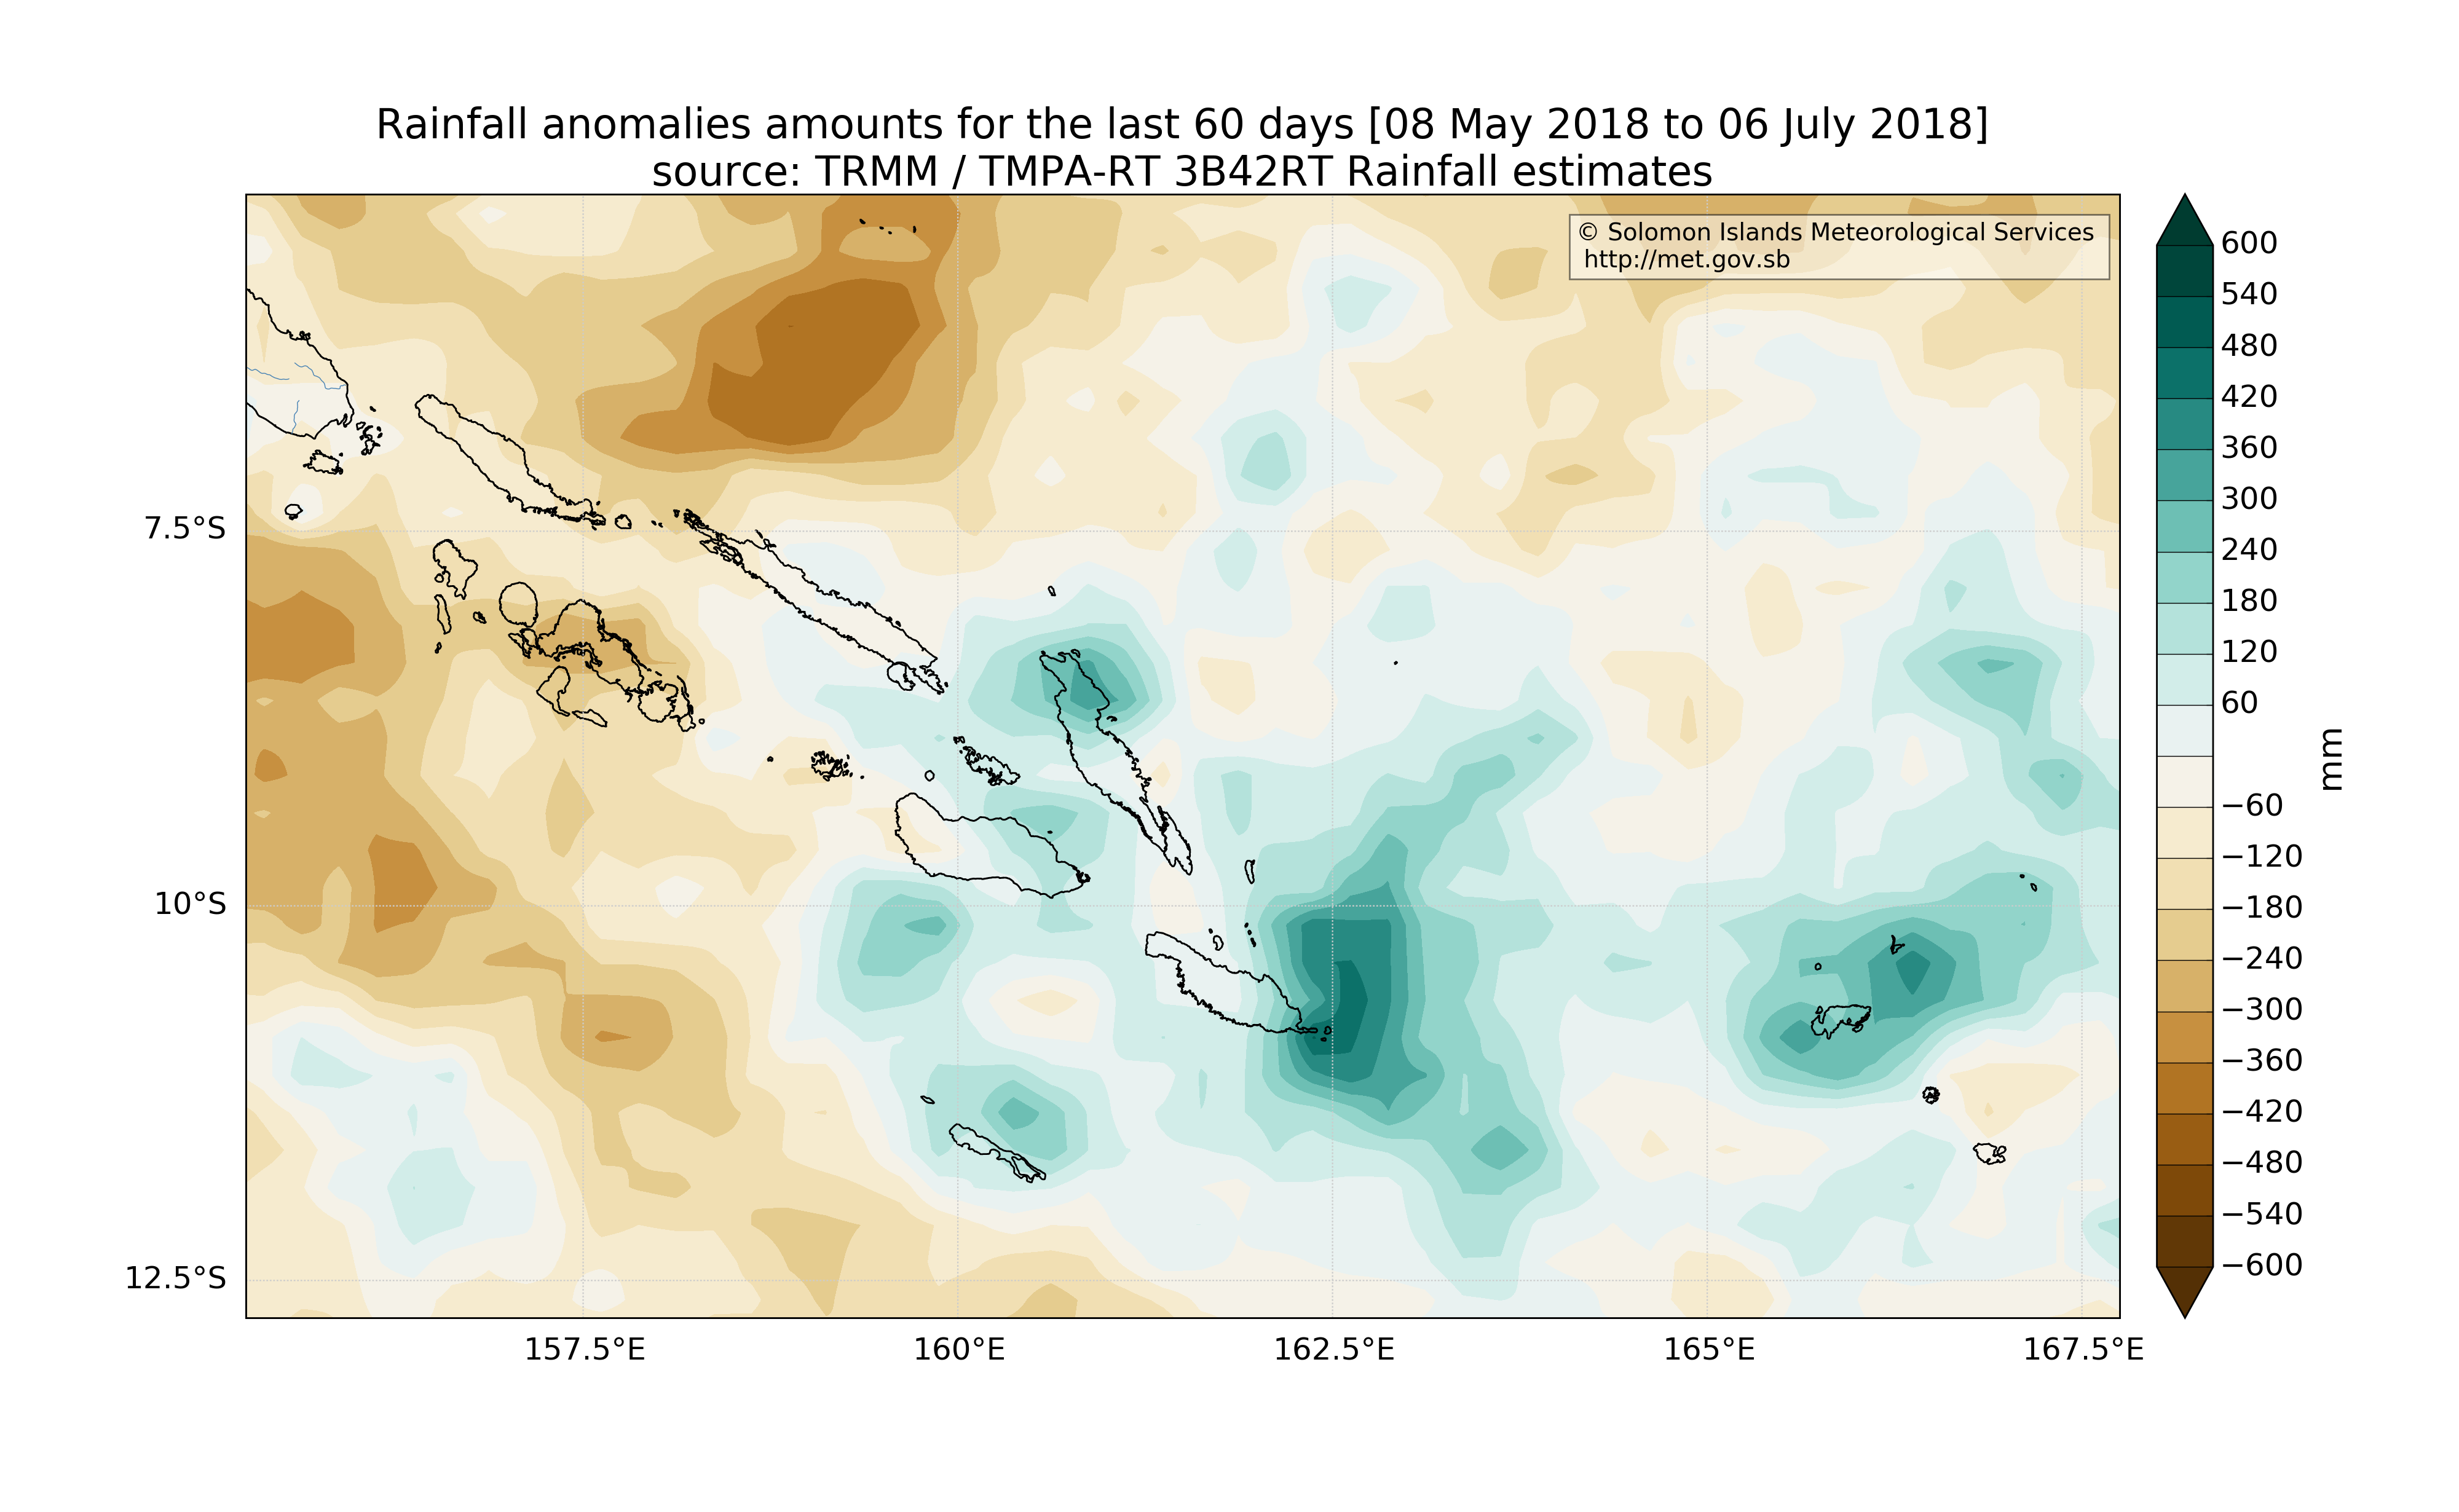 Rainfall anomalies amounts for the last 60 days [08 May 2018 to 06 July 2018]
source: TRMM / TMPA-RT 3B42RT Rainfall estimates
© Solomon Islands Meteorological Services
http://met.gov.sb
7.5°S
10°S
12.5°S
157.5°E
160°E
162.5°E
165°E
167.5°E
600
540
480
420
360
300
240
180
120
60
−60
−120
−180
−240
−300
−360
−420
−480
−540
−600
mm